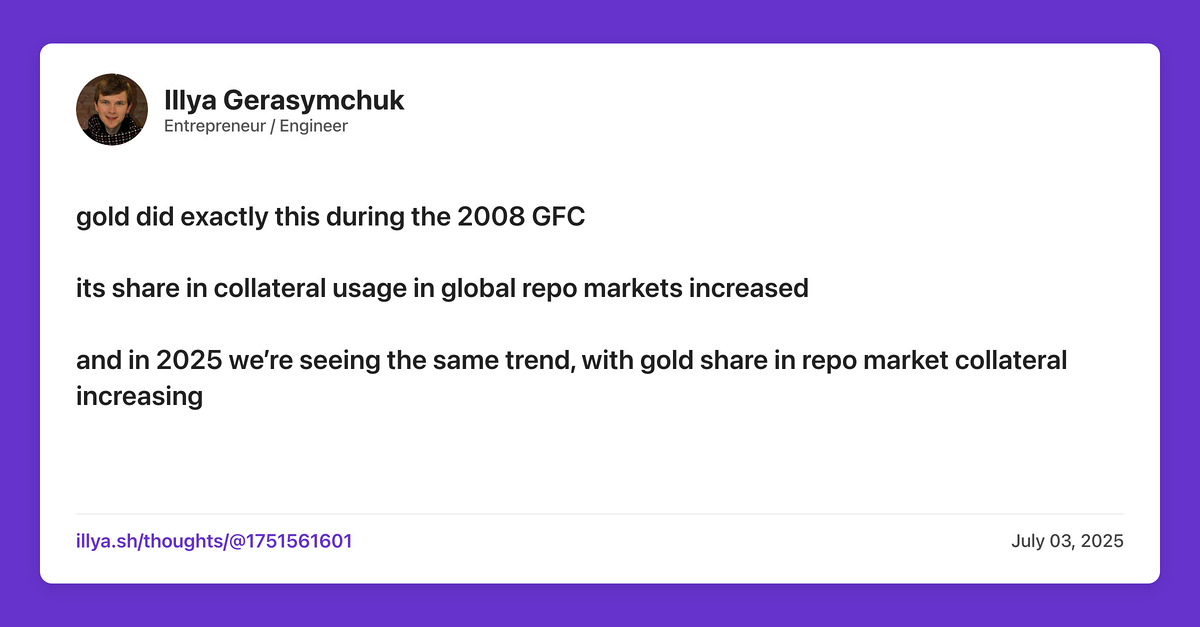 Illya Gerasymchuk
Entrepreneur / Engineer
gold did exactly this during the 2008 GFC
its share in collateral usage in global repo markets increased
and in 2025 we’re seeing the same trend, with gold share in repo market collateral
increasing
illya.sh/thoughts/@1751561601
July 03, 2025